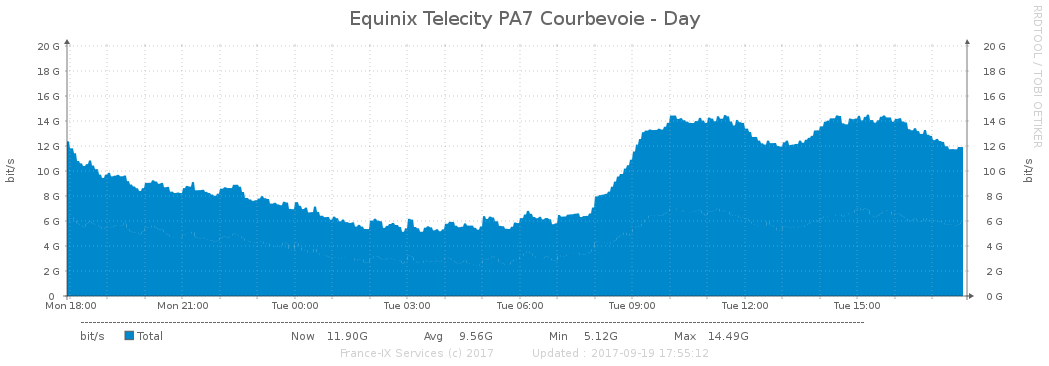 Equinix Telecity PA7 Courbevoie - Day
RRDTOOL / TOBI OETIKER
bit/s
20 G 20 G
18 G 18 G
16 G 16 G
14 G 14 G
12 G 12 G
10 G 10 G
8 G 8 G
6 G 6 G
4 G 4 G
2 G 2 G
0 0 G
bit/s
Mon 18:00 Mon 21:00 Tue 00:00 Tue 03:00 Tue 06:00 Tue 09:00 Tue 12:00 Tue 15:00
bit/s Total Now 11.90G Avg 9.56G Min 5.12G Max 14.49G
France-IX Services (c) 2017 Updated : 2017-09-19 17:55:12